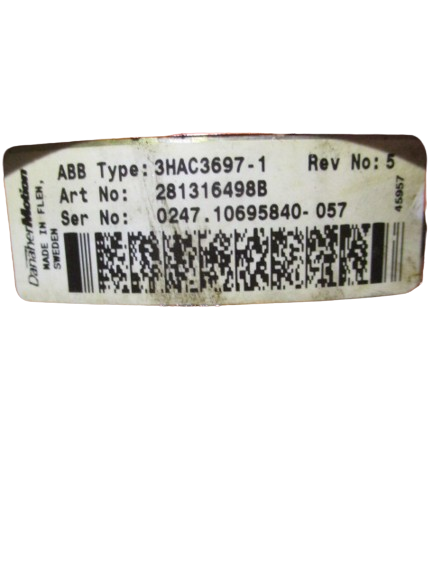 ABB Type: 3HAC3697-1 Rev No: 5
Art No: 281316498B
Ser No: 0247.10695840-057
DanaherMotion
MADE IN FLEN,
SWEDEN
45957